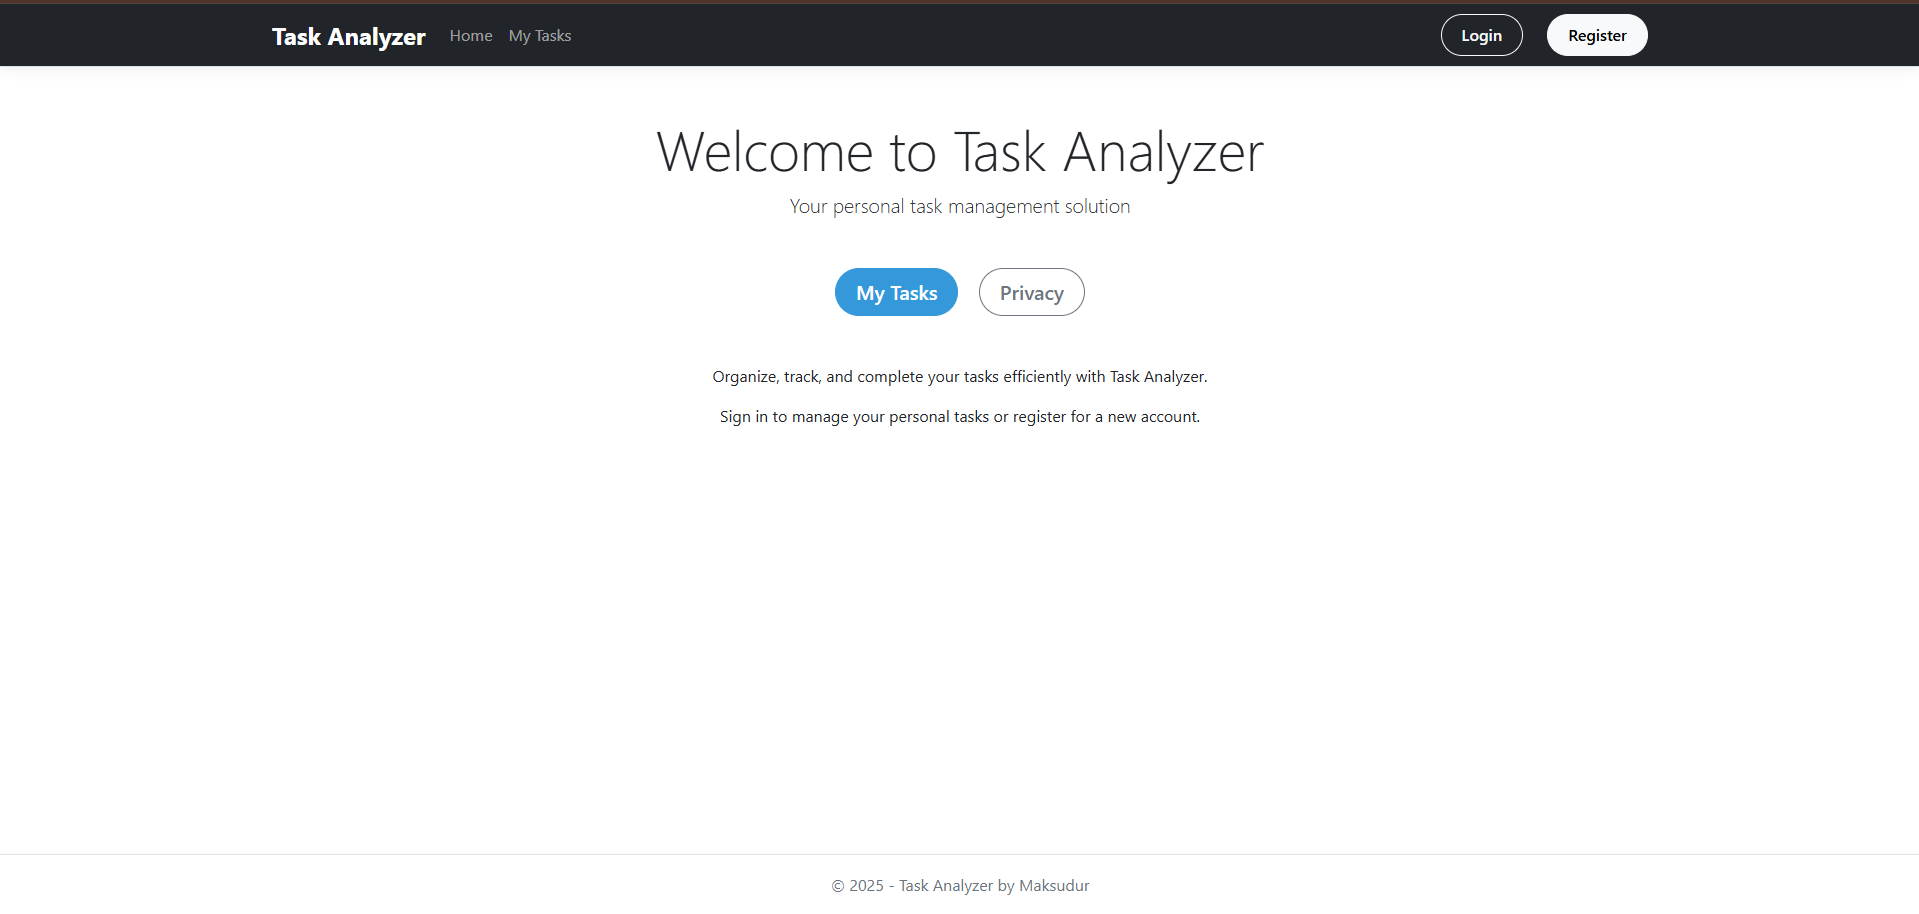 Task Analyzer Home My Tasks Login Register
Welcome to Task Analyzer
Your personal task management solution
My Tasks Privacy
Organize, track, and complete your tasks efficiently with Task Analyzer.
Sign in to manage your personal tasks or register for a new account.
© 2025 - Task Analyzer by Maksudur